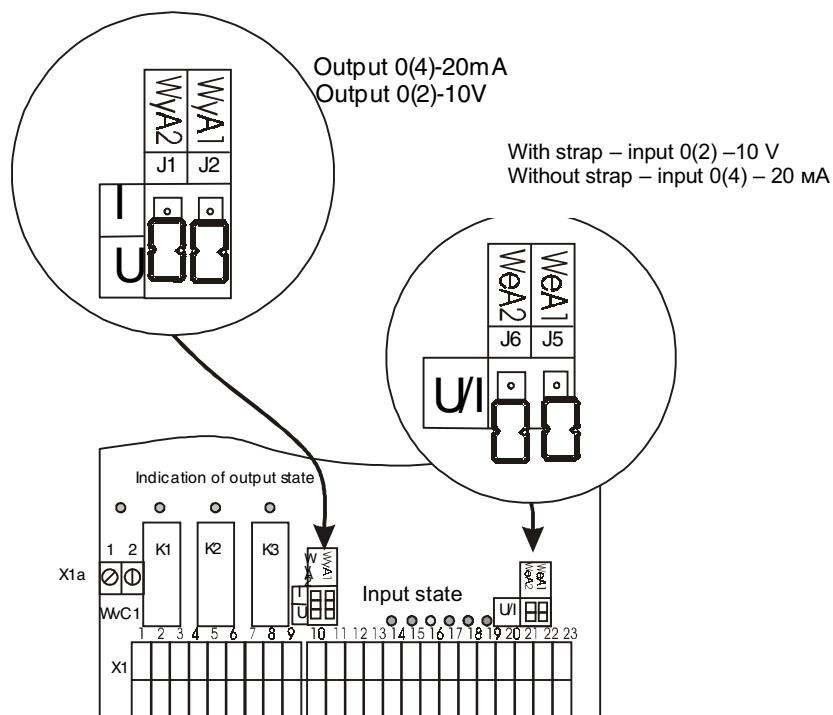 Output 0(4)-20mA
Output 0(2)-10V
WyA2 WyA1
J1 J2
I
U
With strap – input 0(2) –10 V
Without strap – input 0(4) – 20 мA
WeA2 WeA1
J6 J5
U/I
Indication of output state
1 2 K1 K2 K3
WyA1
X1a
I
U
Input state
WeA2 WeA1
U/I
WyC1
1 2 3 4 5 6 7 8 9 10 11 12 13 14 15 16 17 18 19 20 21 22 23
X1